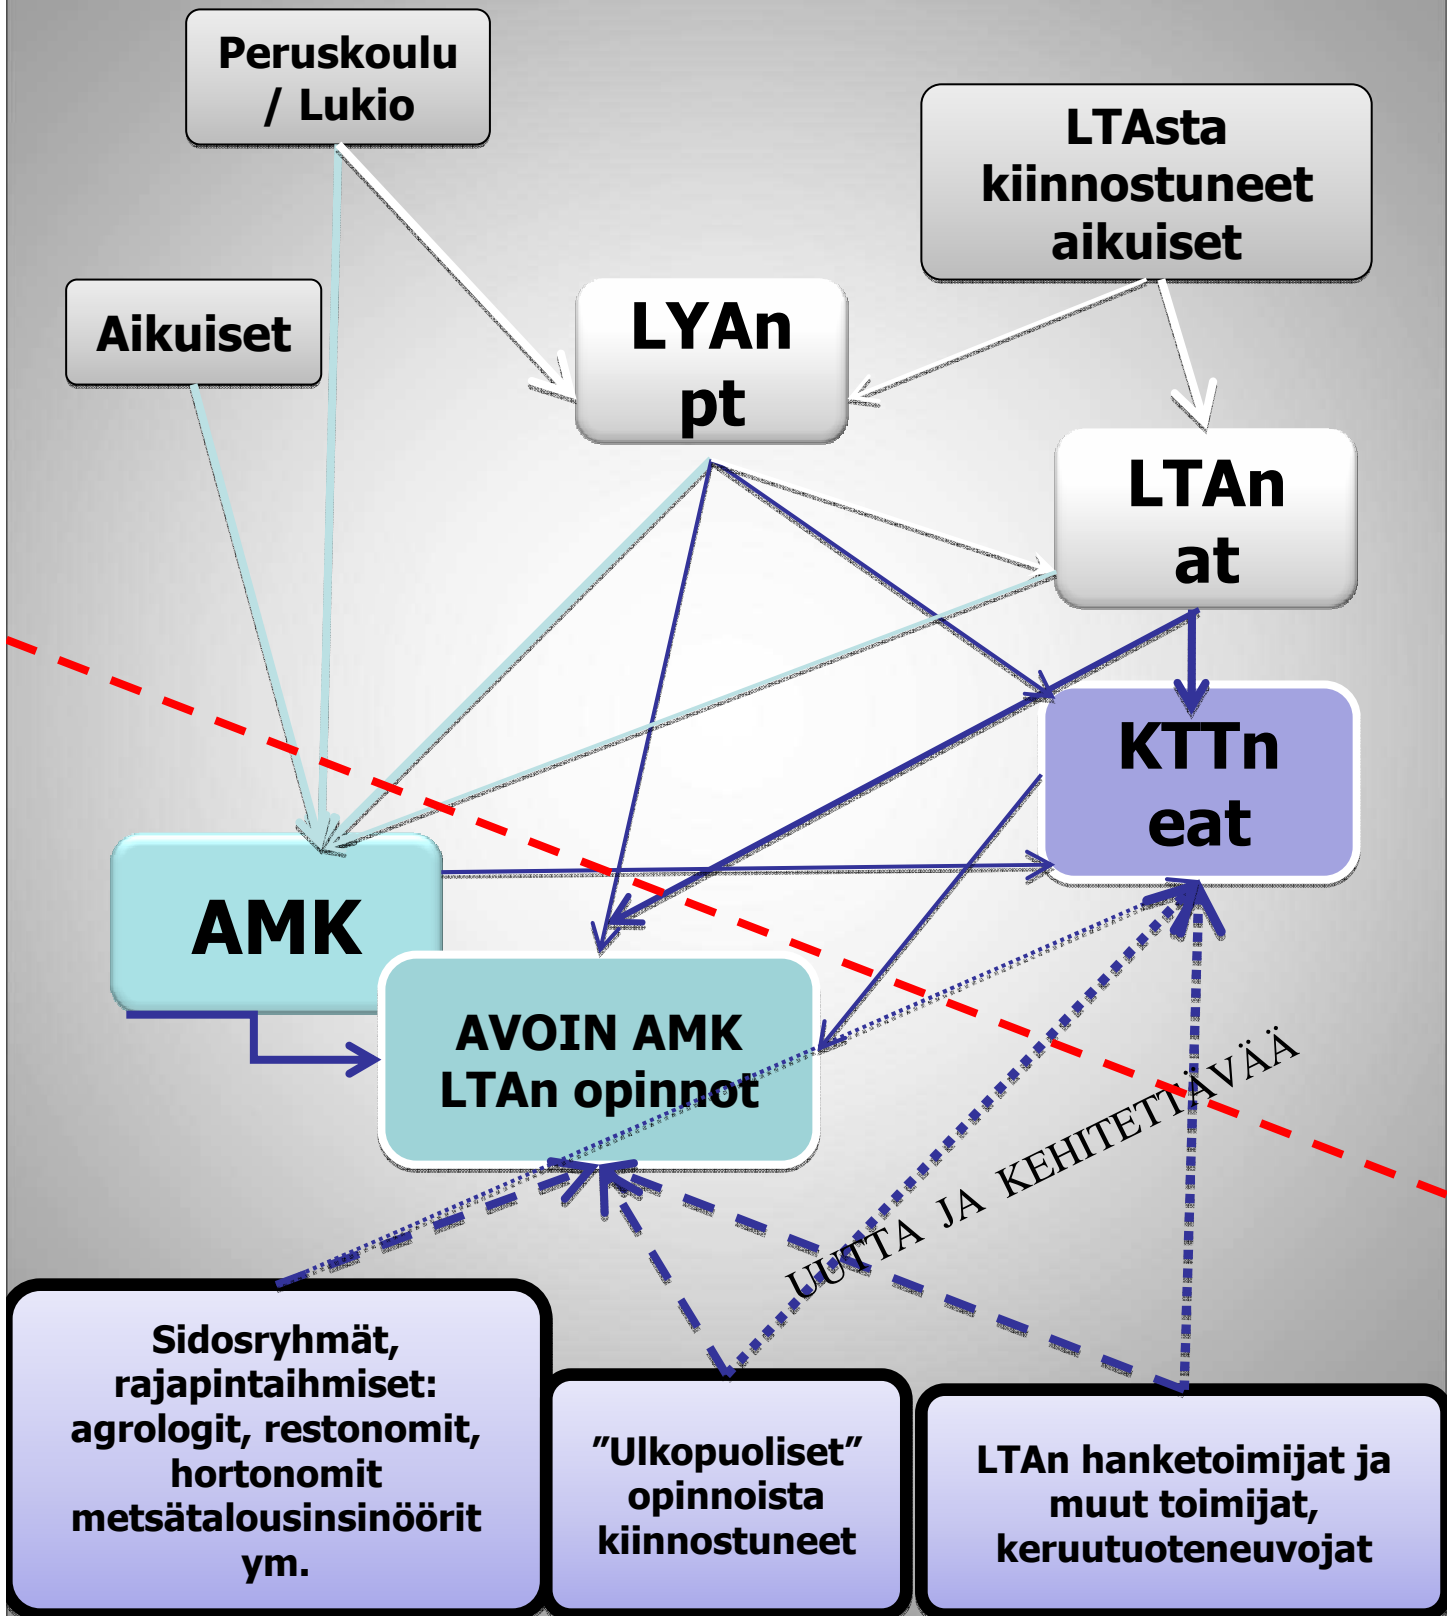 Peruskoulu
/ Lukio
LTAsta
kiinnostuneet
aikuiset
Aikuiset
LYAn
pt
LTAn
at
KTTn
eat
AMK
AVOIN AMK
LTAn opinnot
UUTTA JA KEHITETTÄVÄÄ
Sidosryhmät,
rajapintaihmiset:
agrologit, restonomit,
hortonomit
metsätalousinsinöörit
ym.
”Ulkopuoliset”
opinnoista
kiinnostuneet
LTAn hanketoimijat ja
muut toimijat,
keruutuoteneuvojat